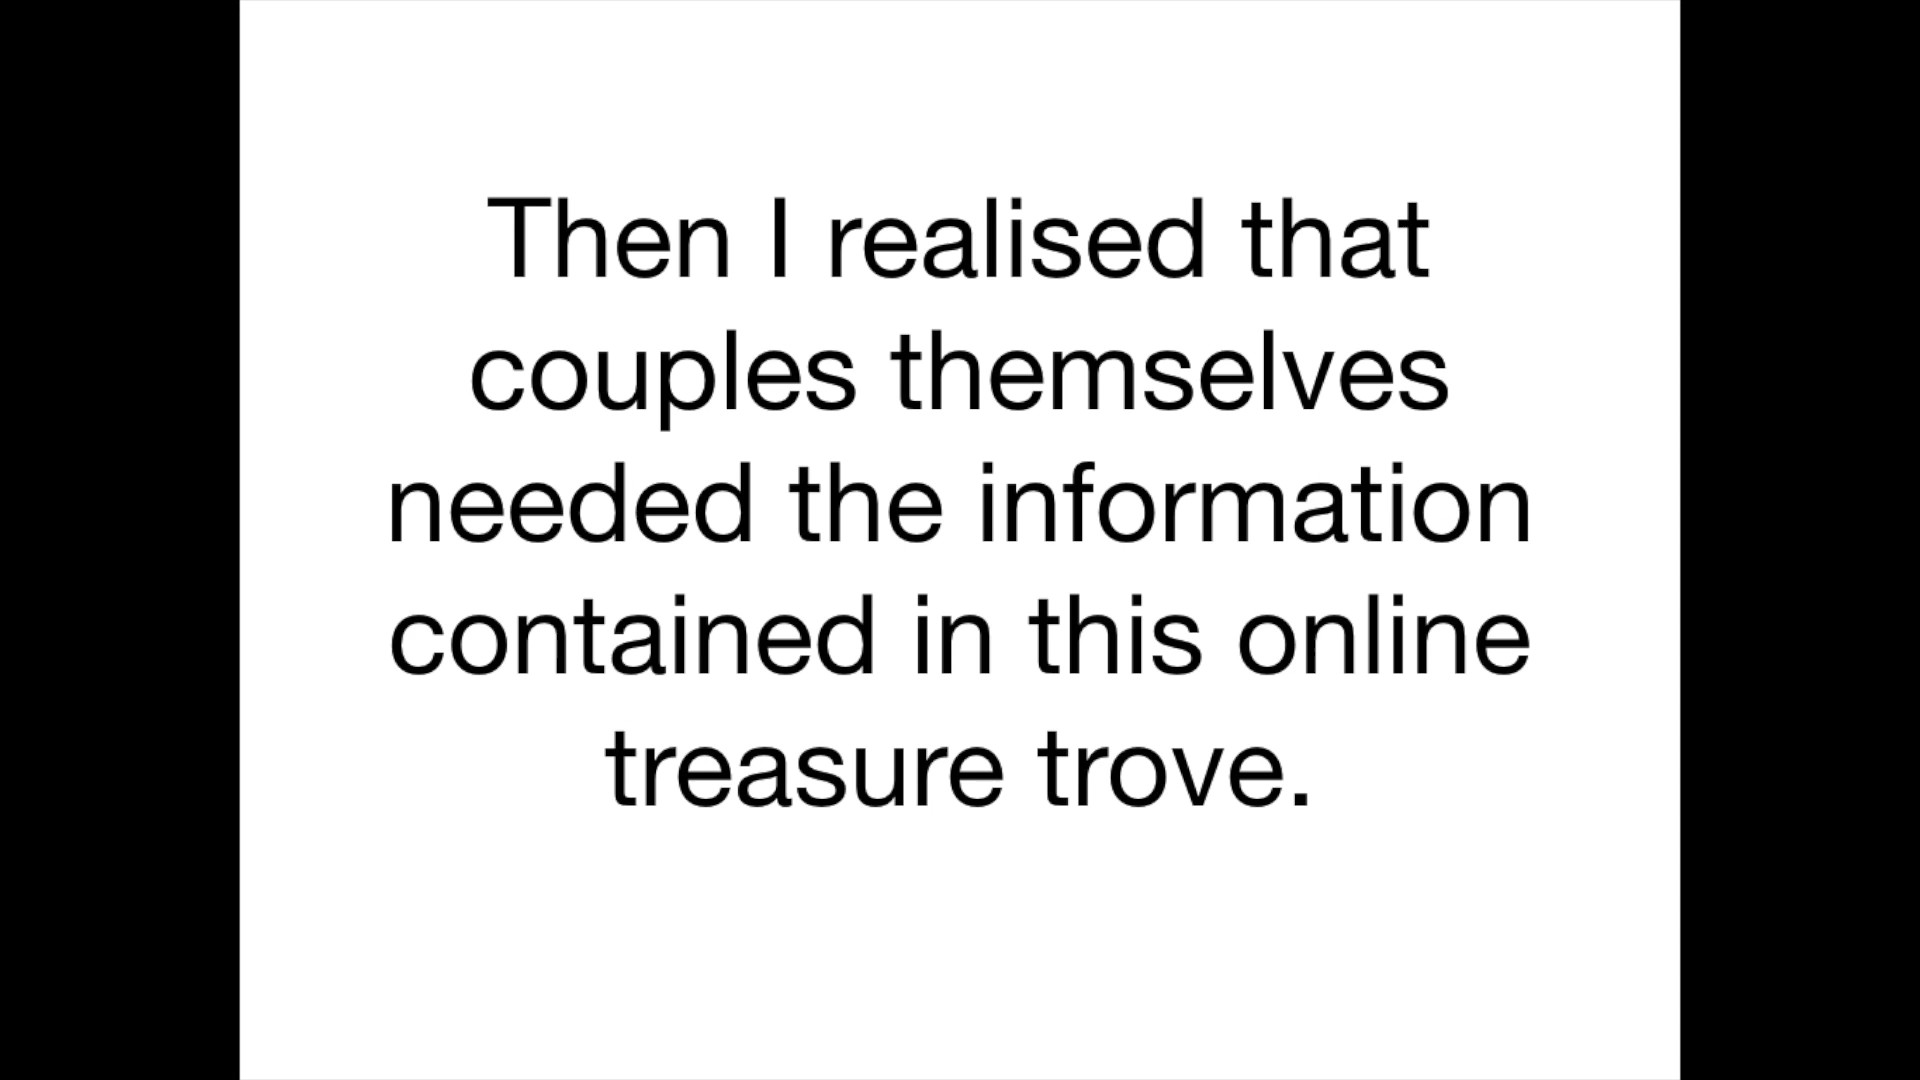 Then I realised that
couples themselves
needed the information
contained in this online
treasure trove.